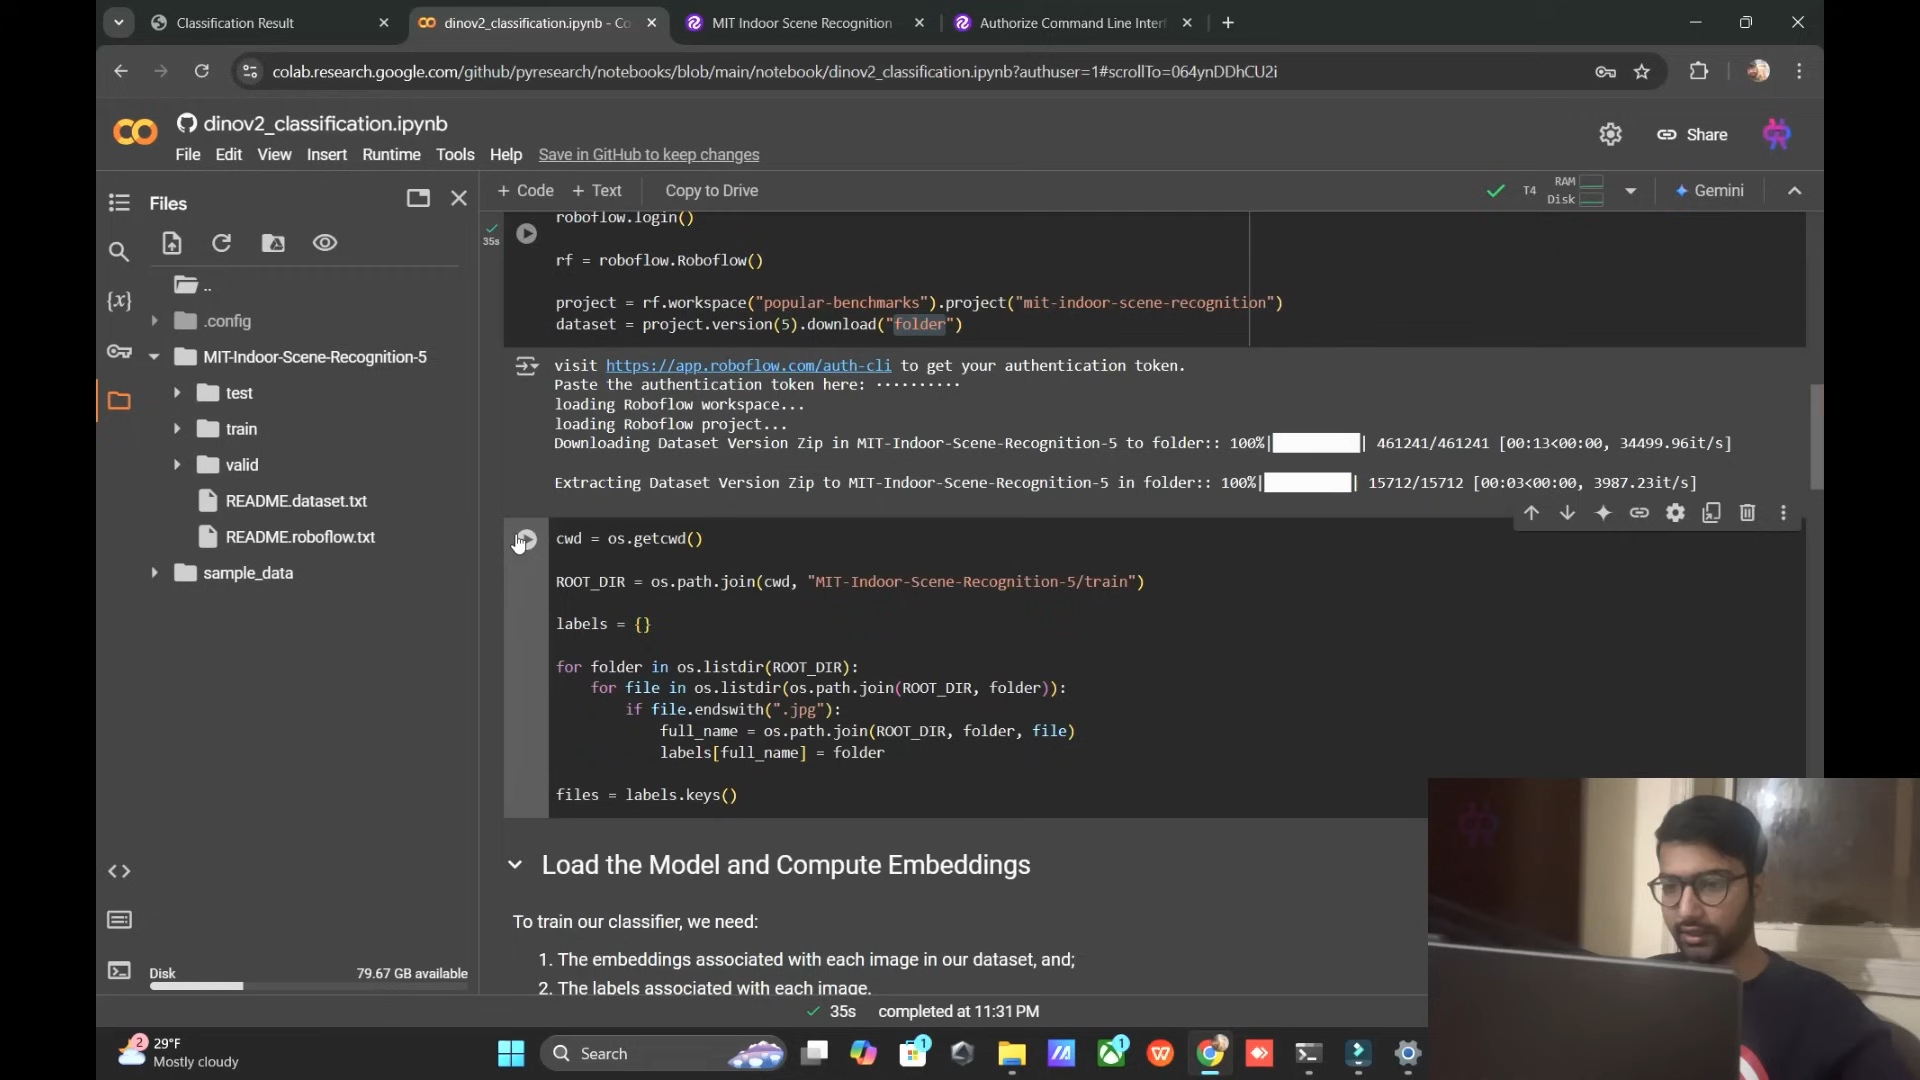 Classification Result
dinov2_classification.ipynb - Co
MIT Indoor Scene Recognition
Authorize Command Line Interf
colab.research.google.com/github/pyresearch/notebooks/blob/main/notebook/dinov2_classification.ipynb?authuser=1#scrollTo=064ynDDhCU2i
dinov2_classification.ipynb
File Edit View Insert Runtime Tools Help Save in GitHub to keep changes
Share
Files
+ Code + Text Copy to Drive
T4
RAM
Disk
Gemini
..
.config
MIT-Indoor-Scene-Recognition-5
test
train
valid
README.dataset.txt
README.roboflow.txt
sample_data
{x}
Disk
79.67 GB available
35s
roboflow.login()
rf = roboflow.Roboflow()
project = rf.workspace("popular-benchmarks").project("mit-indoor-scene-recognition")
dataset = project.version(5).download("folder")
visit https://app.roboflow.com/auth-cli to get your authentication token.
Paste the authentication token here: ··········
loading Roboflow workspace...
loading Roboflow project...
Downloading Dataset Version Zip in MIT-Indoor-Scene-Recognition-5 to folder:: 100%|██████████| 461241/461241 [00:13<00:00, 34499.96it/s]
Extracting Dataset Version Zip to MIT-Indoor-Scene-Recognition-5 in folder:: 100%|██████████| 15712/15712 [00:03<00:00, 3987.23it/s]
cwd = os.getcwd()
ROOT_DIR = os.path.join(cwd, "MIT-Indoor-Scene-Recognition-5/train")
labels = {}
for folder in os.listdir(ROOT_DIR):
for file in os.listdir(os.path.join(ROOT_DIR, folder)):
if file.endswith(".jpg"):
full_name = os.path.join(ROOT_DIR, folder, file)
labels[full_name] = folder
files = labels.keys()
Load the Model and Compute Embeddings
To train our classifier, we need:
1. The embeddings associated with each image in our dataset, and;
2. The labels associated with each image.
35s completed at 11:31 PM
2
29°F
Mostly cloudy
Search
1
1